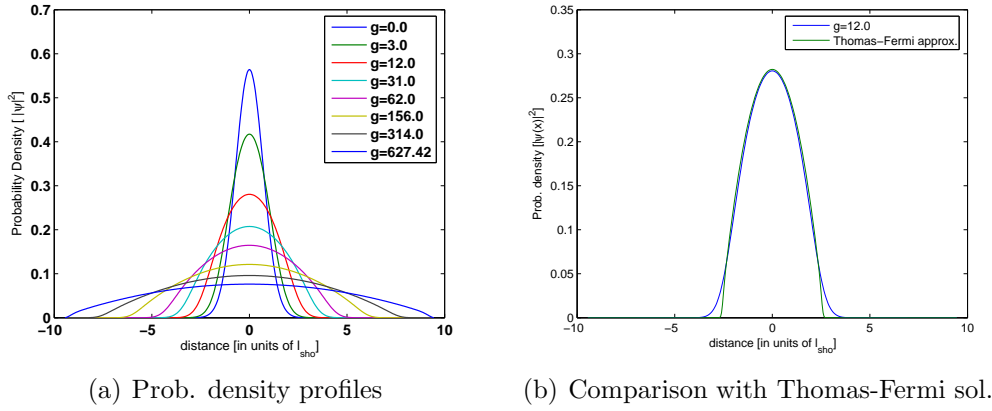 0.7
0.6
0.5
0.4
0.3
0.2
0.1
0
−10
−5
0
5
10
Probability Density [ |ψ|²]
distance [in units of l_sho]
g=0.0
g=3.0
g=12.0
g=31.0
g=62.0
g=156.0
g=314.0
g=627.42
(a) Prob. density profiles
0.35
0.3
0.25
0.2
0.15
0.1
0.05
0
−10
−5
0
5
10
Prob. density [|ψ(x)|²]
distance [in units of l_sho]
g=12.0
Thomas−Fermi approx.
(b) Comparison with Thomas-Fermi sol.